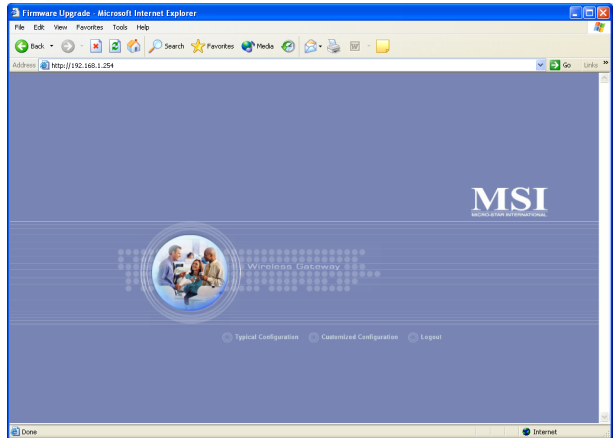 Firmware Upgrade - Microsoft Internet Explorer
File Edit View Favorites Tools Help
Back Search Favorites Media
Address http://192.168.1.254 Go Links »
MSI
MICRO-STAR INTERNATIONAL
Wireless Gateway
Typical Configuration Customized Configuration Logout
Done Internet